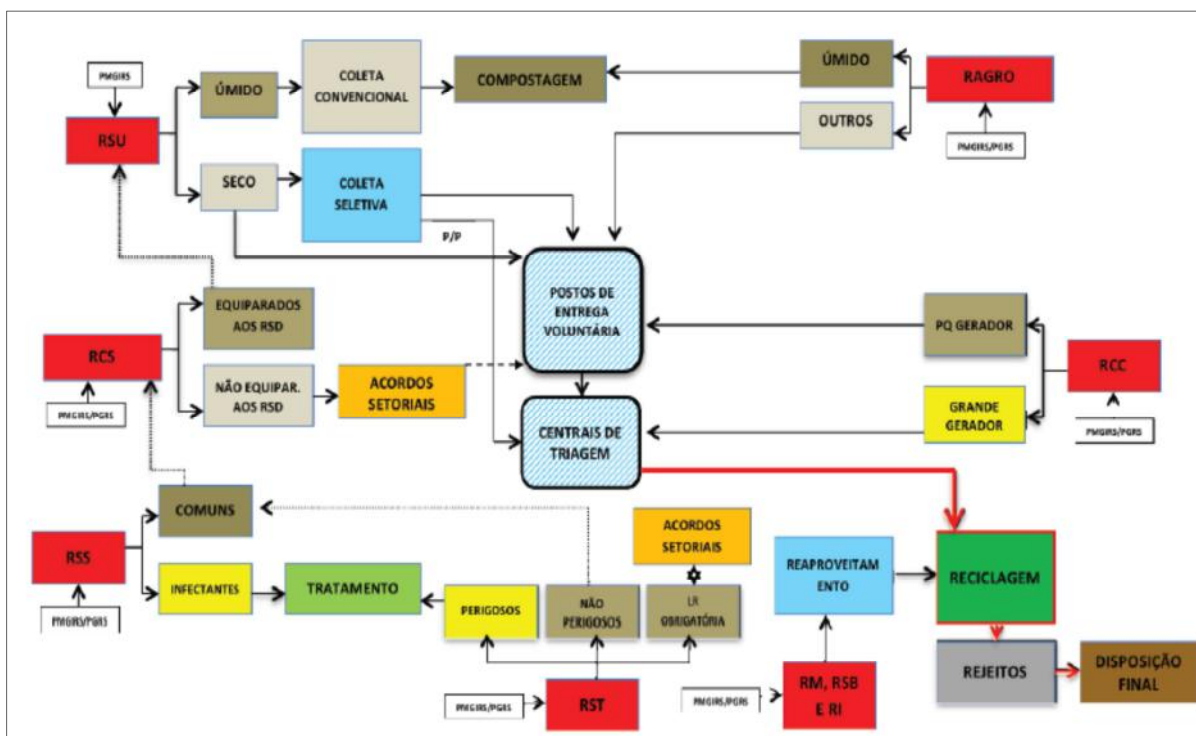 PMGIRS
RSU
ÚMIDO
COLETA
CONVENCIONAL
COMPOSTAGEM
SECO
COLETA
SELETIVA
P/P
ÚMIDO
OUTROS
RAGRO
PMGIRS/PGRS
POSTOS DE
ENTREGA
VOLUNTÁRIA
EQUIPARADOS
AOS RSD
RCS
PMGIRS/PGRS
NÃO EQUIPAR.
AOS RSD
ACORDOS
SETORIAIS
CENTRAIS DE
TRIAGEM
PQ GERADOR
RCC
GRANDE
GERADOR
PMGIRS/PGRS
COMUNS
RSS
PMGIRS/PGRS
INFECTANTES
TRATAMENTO
PERIGOSOS
NÃO
PERIGOSOS
ACORDOS
SETORIAIS
LR
OBRIGATÓRIA
PMGIRS/PGRS
RST
REAPROVEITAM
ENTO
PMGIRS/PGRS
RM, RSB
E RI
RECICLAGEM
REJEITOS
DISPOSIÇÃO
FINAL